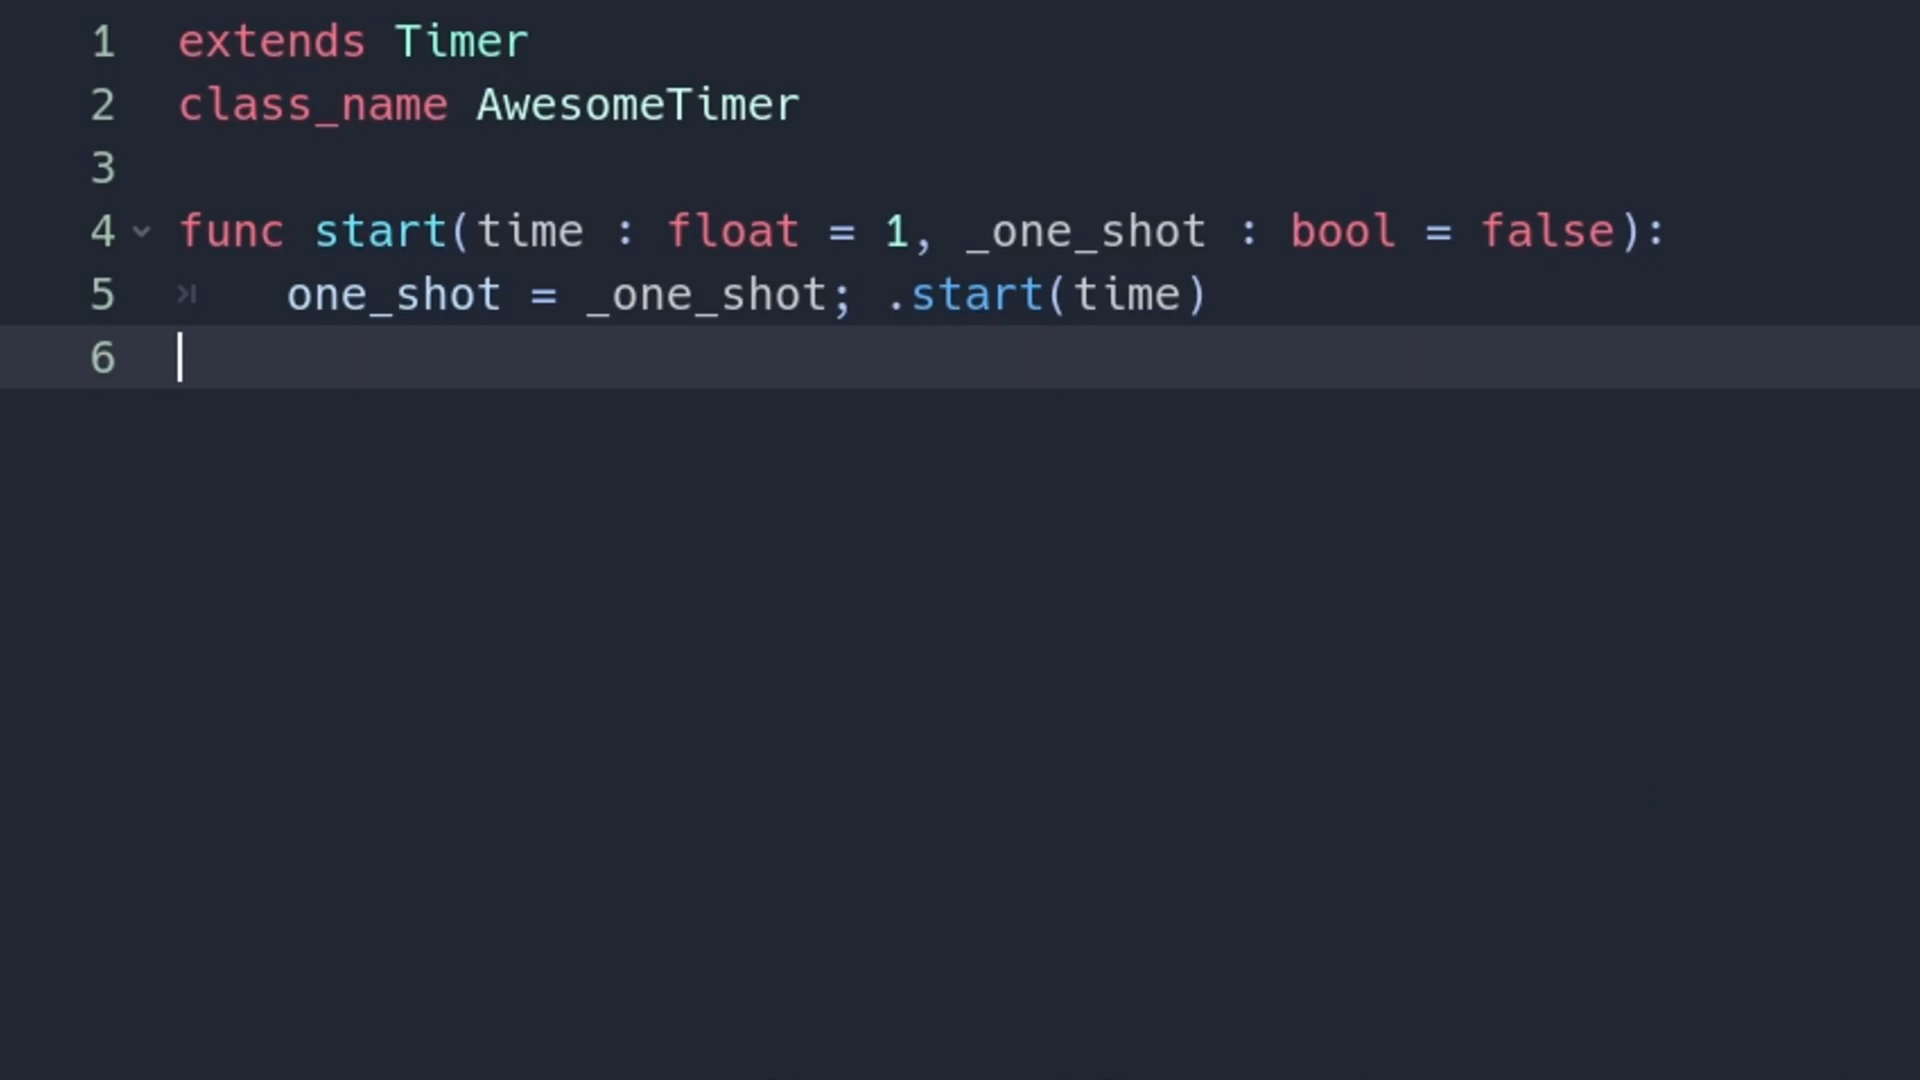 1 extends Timer
2 class_name AwesomeTimer
3
4 func start(time : float = 1, _one_shot : bool = false):
5 one_shot = _one_shot; .start(time)
6